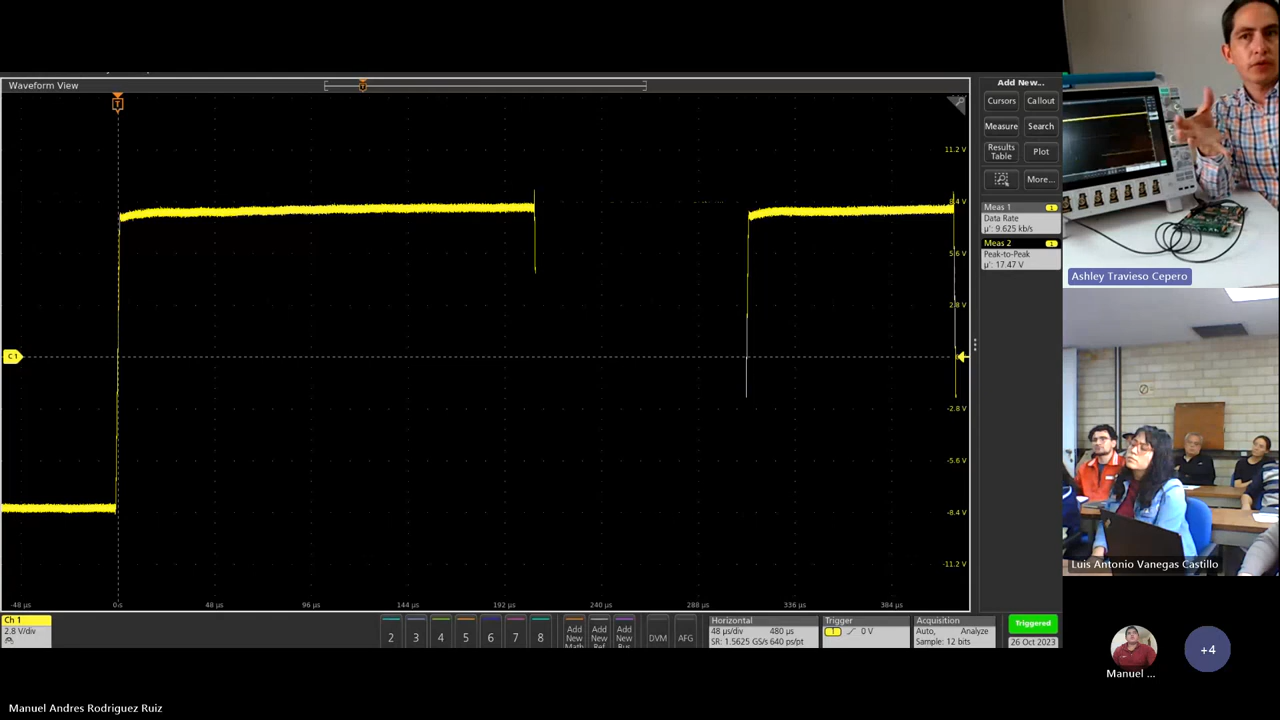 Waveform View
T
T
Add New...
Cursors
Callout
Measure
Search
Results
Table
Plot
More...
Meas 1
1
Data Rate
µ': 9.625 kb/s
Meas 2
1
Peak-to-Peak
µ': 17.47 V
11.2 V
8.4 V
5.6 V
2.8 V
-2.8 V
-5.6 V
-8.4 V
-11.2 V
C 1
-48 µs
0 s
48 µs
96 µs
144 µs
192 µs
240 µs
288 µs
336 µs
384 µs
Ch 1
2.8 V/div
2
3
4
5
6
7
8
Add
New
Math
Add
New
Ref
Add
New
Bus
DVM
AFG
Horizontal
48 µs/div
480 µs
SR: 1.5625 GS/s
640 ps/pt
Trigger
1
0 V
Acquisition
Auto,
Analyze
Sample: 12 bits
Triggered
26 Oct 2023
Ashley Travieso Cepero
Luis Antonio Vanegas Castillo
Manuel ...
+4
Manuel Andres Rodriguez Ruiz